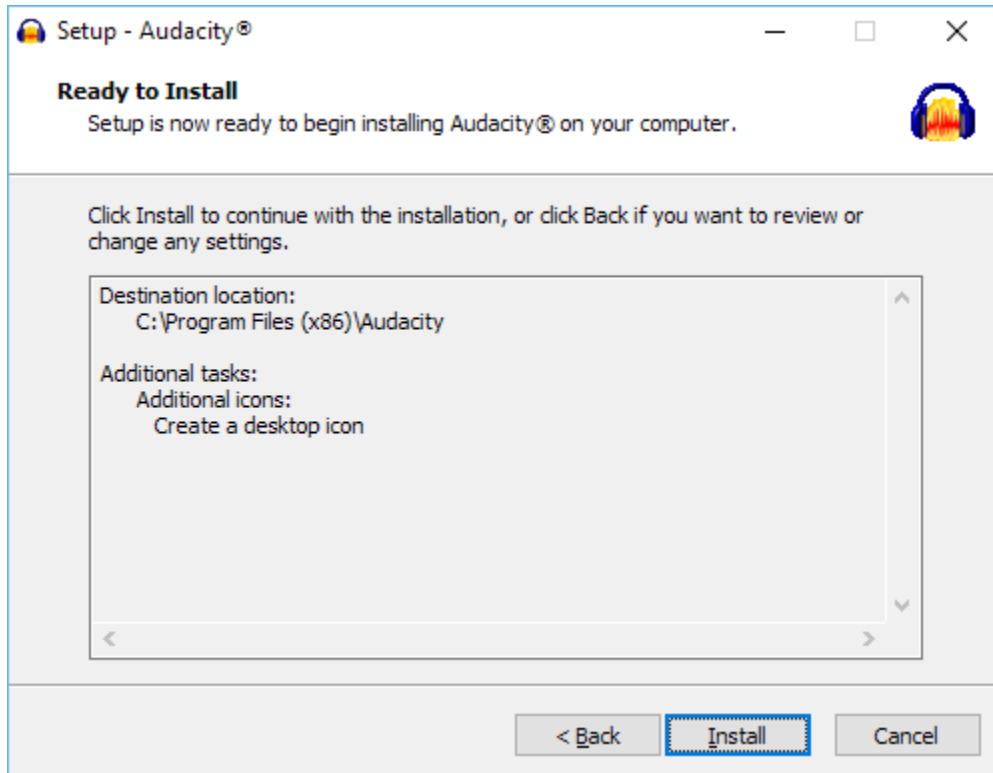 Setup - Audacity®
Ready to Install
Setup is now ready to begin installing Audacity® on your computer.
Click Install to continue with the installation, or click Back if you want to review or
change any settings.
Destination location:
C:\Program Files (x86)\Audacity
Additional tasks:
Additional icons:
Create a desktop icon
< Back
Install
Cancel